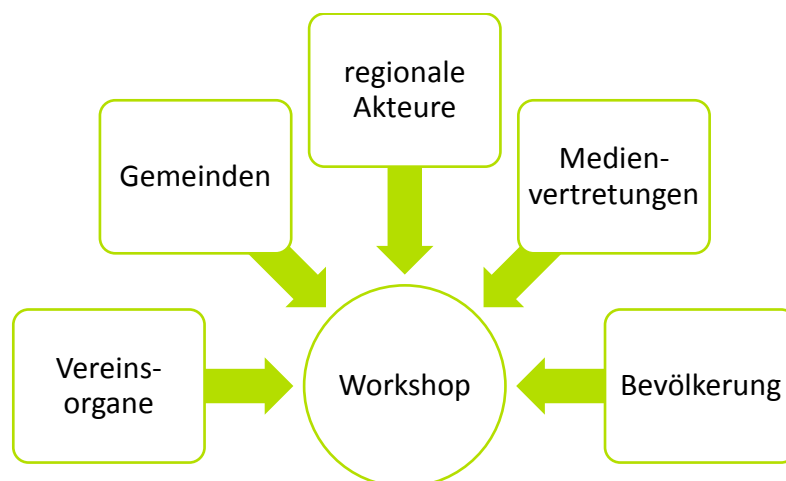 regionale
Akteure
Gemeinden
Medien-
vertretungen
Vereins-
organe
Workshop
Bevölkerung